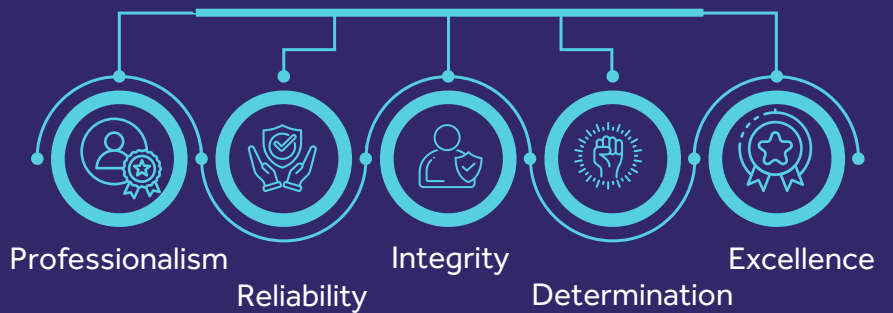 Professionalism
Reliability
Integrity
Determination
Excellence